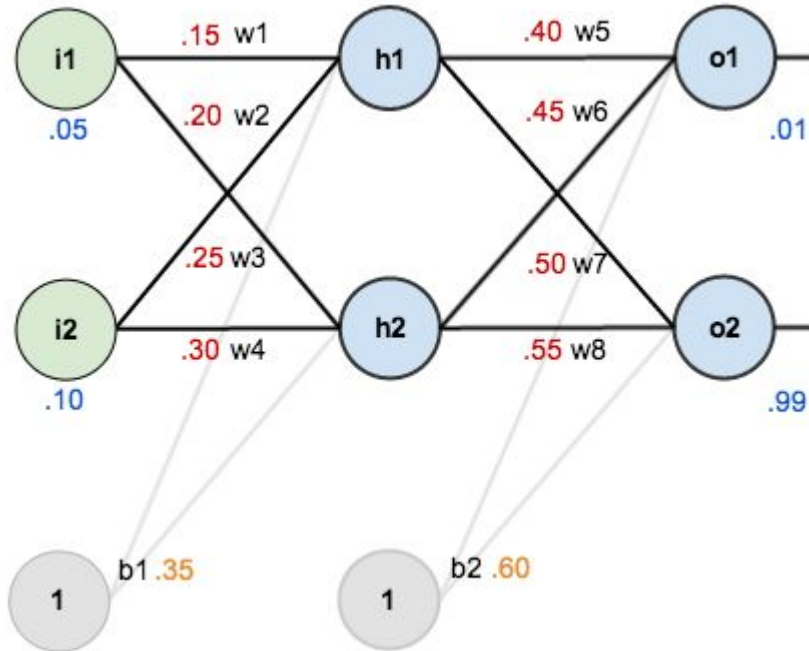 i1 .15 w1 h1 .40 w5 o1
.05 .20 w2 .45 w6 .01
.25 w3 .50 w7
i2 .30 w4 h2 .55 w8 o2
.10 .99
b1 .35 b2 .60
1 1